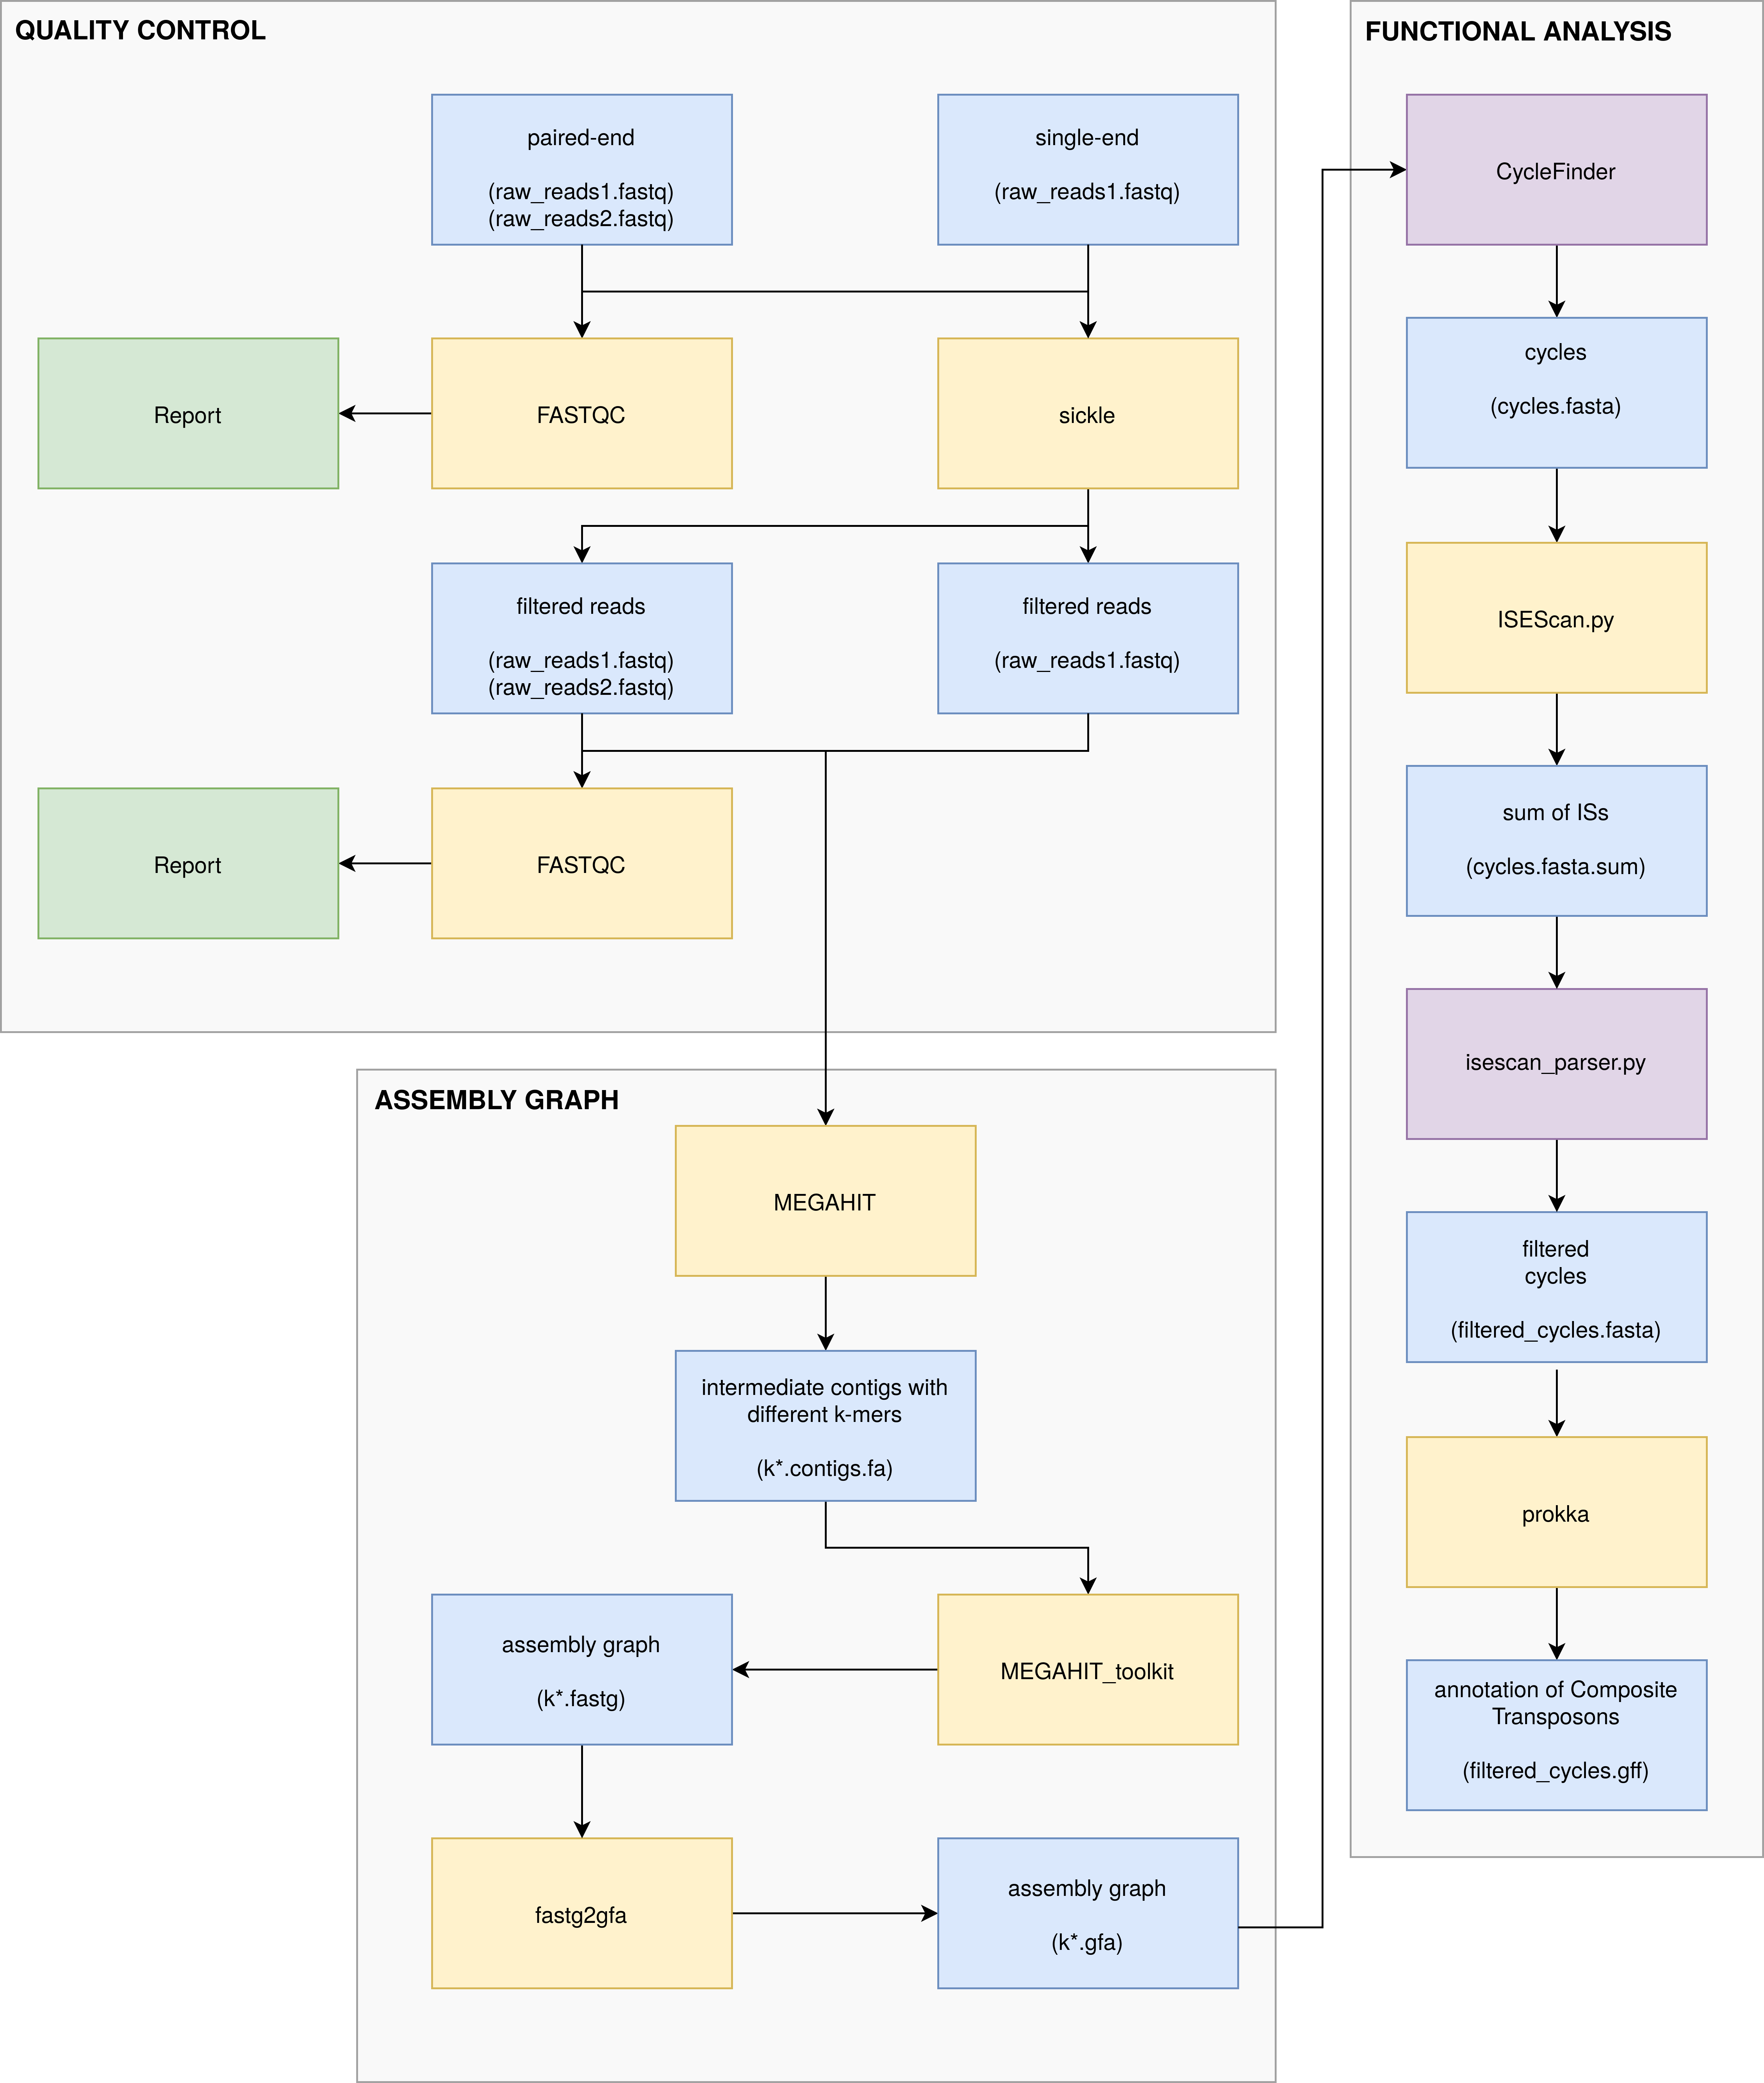 QUALITY CONTROL
paired-end
(raw_reads1.fastq)
(raw_reads2.fastq)
single-end
(raw_reads1.fastq)
Report
FASTQC
sickle
filtered reads
(raw_reads1.fastq)
(raw_reads2.fastq)
filtered reads
(raw_reads1.fastq)
Report
FASTQC
ASSEMBLY GRAPH
MEGAHIT
intermediate contigs with
different k-mers
(k*.contigs.fa)
assembly graph
(k*.fastg)
MEGAHIT_toolkit
fastg2gfa
assembly graph
(k*.gfa)
FUNCTIONAL ANALYSIS
CycleFinder
cycles
(cycles.fasta)
ISEScan.py
sum of ISs
(cycles.fasta.sum)
isescan_parser.py
filtered
cycles
(filtered_cycles.fasta)
prokka
annotation of Composite
Transposons
(filtered_cycles.gff)